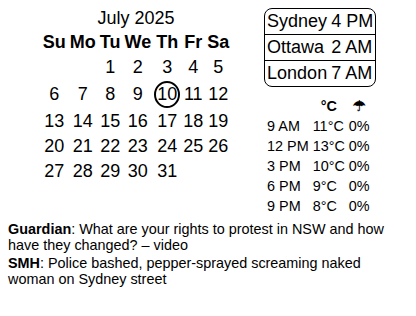 July 2025
Su Mo Tu We Th Fr Sa
1 2 3 4 5
6 7 8 9 10 11 12
13 14 15 16 17 18 19
20 21 22 23 24 25 26
27 28 29 30 31
Sydney 4 PM
Ottawa 2 AM
London 7 AM
°C ☂
9 AM 11°C 0%
12 PM 13°C 0%
3 PM 10°C 0%
6 PM 9°C 0%
9 PM 8°C 0%
Guardian: What are your rights to protest in NSW and how
have they changed? – video
SMH: Police bashed, pepper-sprayed screaming naked
woman on Sydney street